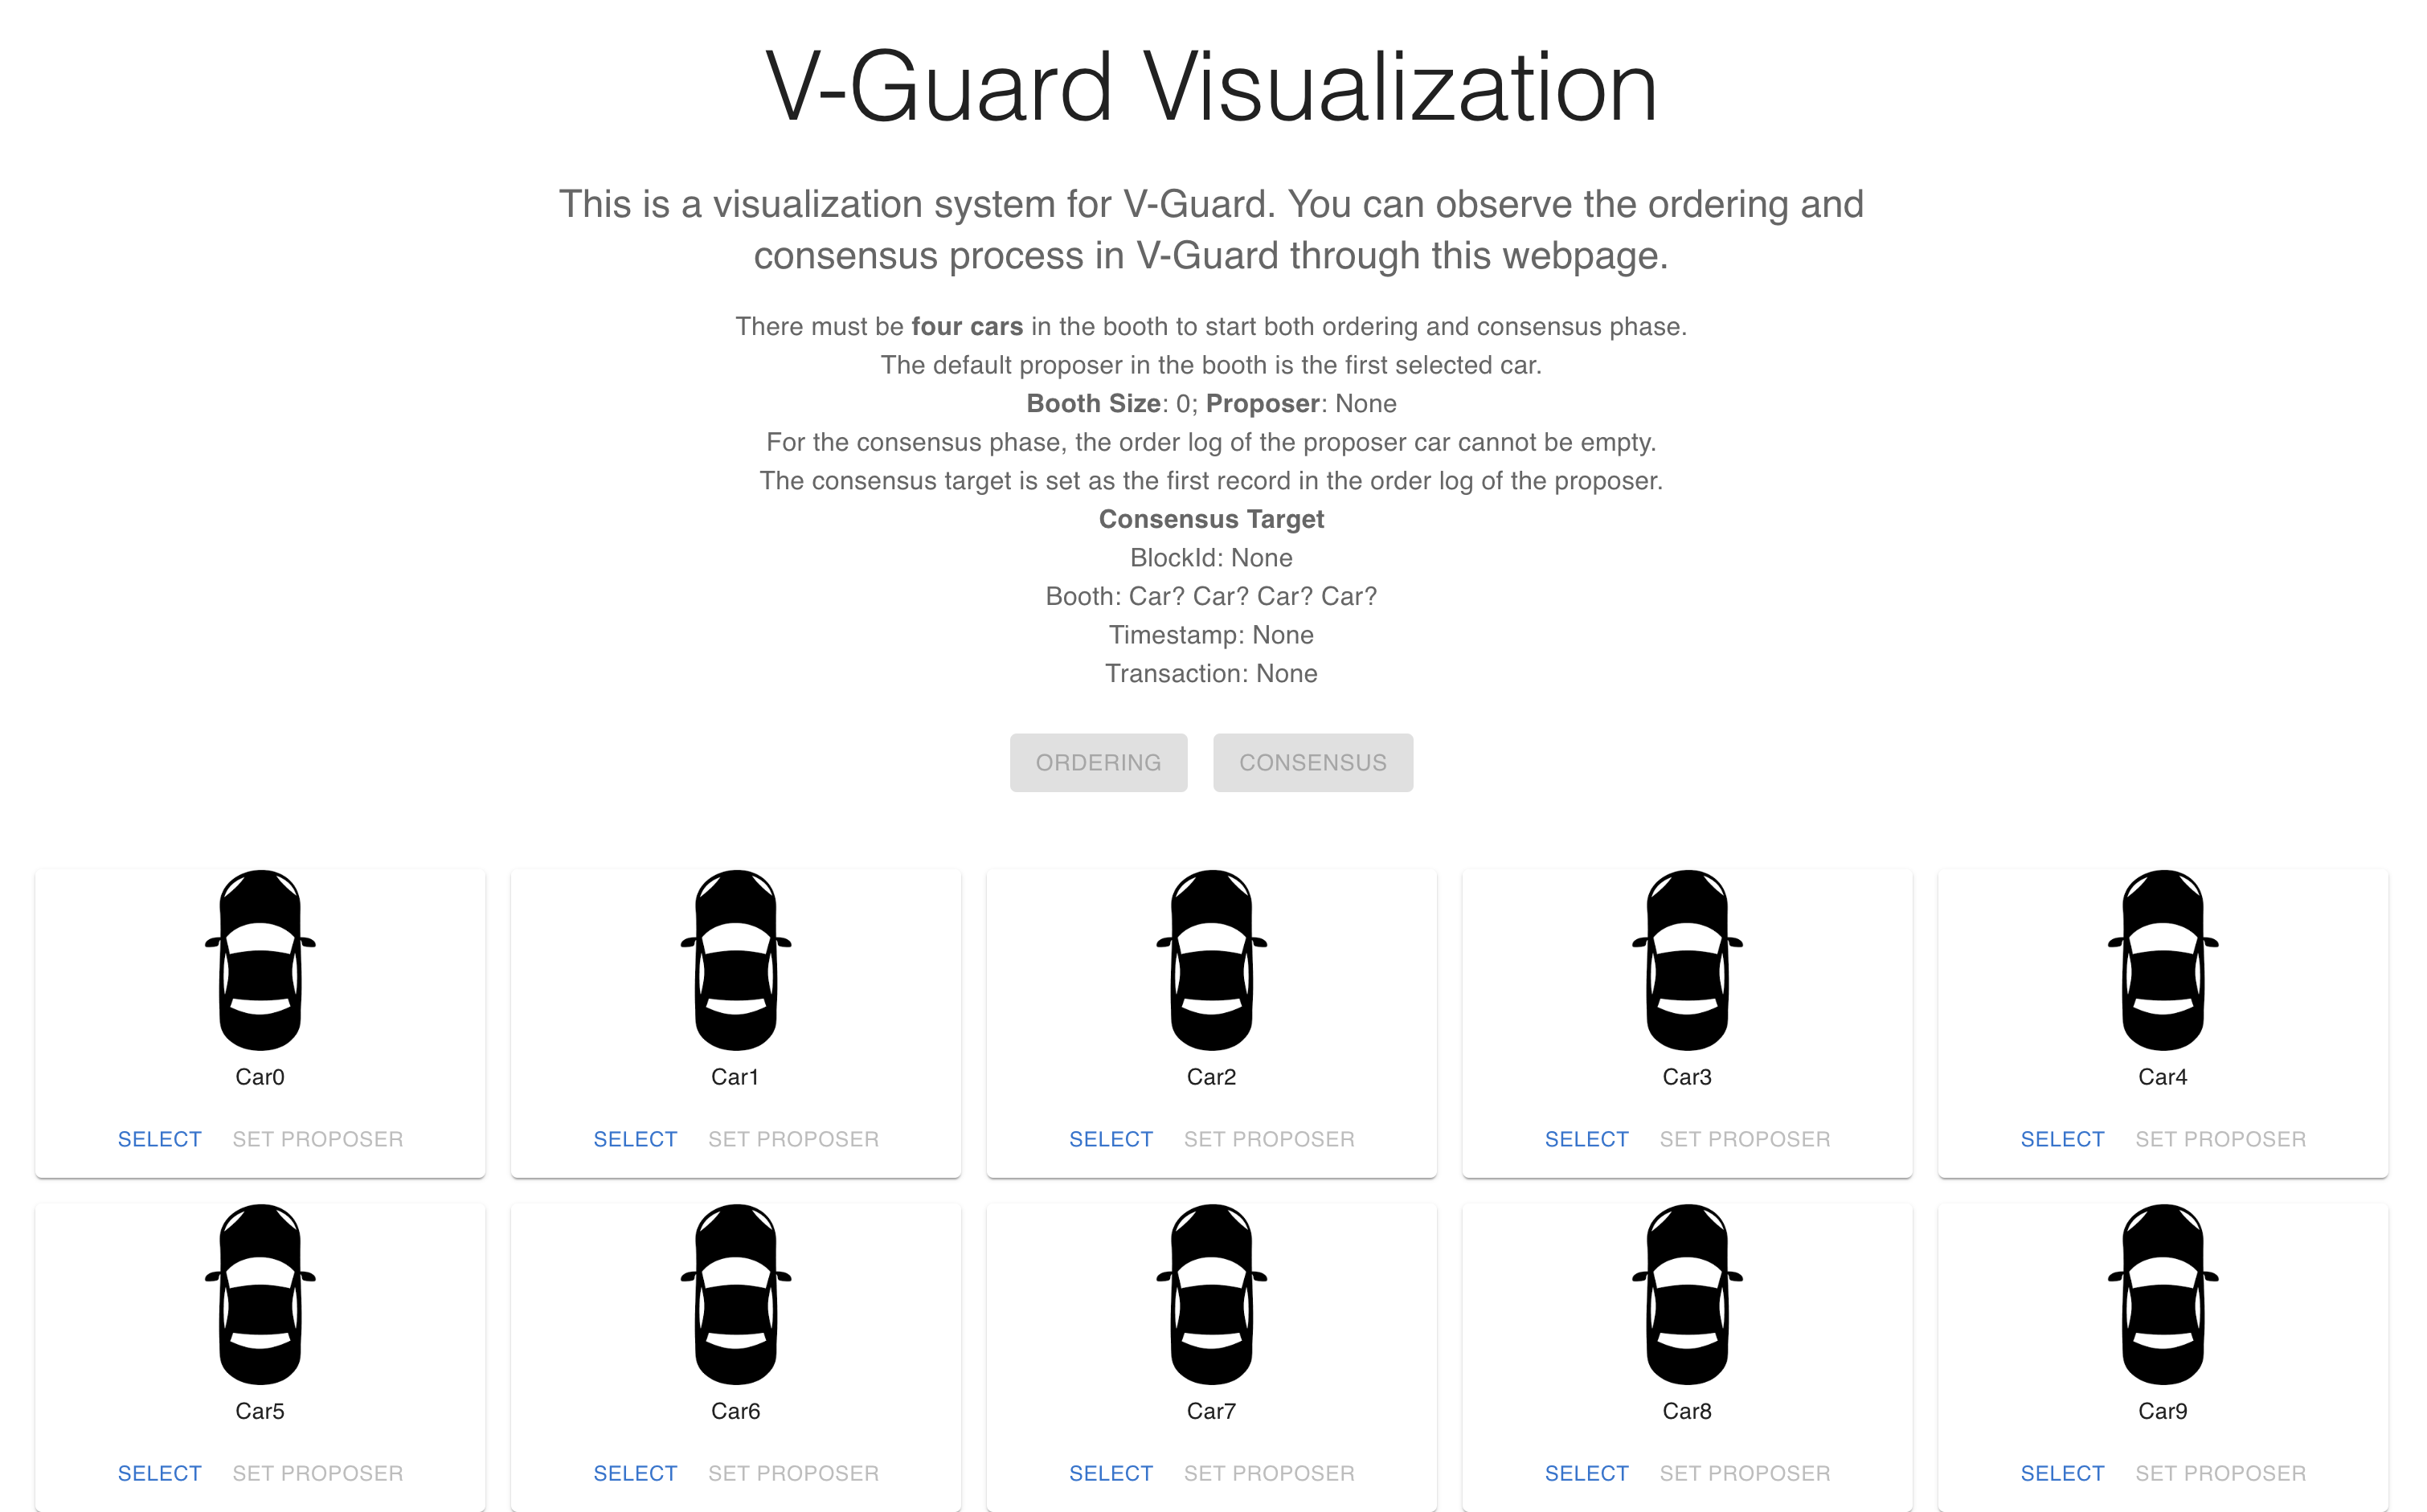 V-Guard Visualization
This is a visualization system for V-Guard. You can observe the ordering and
consensus process in V-Guard through this webpage.
There must be four cars in the booth to start both ordering and consensus phase.
The default proposer in the booth is the first selected car.
Booth Size: 0; Proposer: None
For the consensus phase, the order log of the proposer car cannot be empty.
The consensus target is set as the first record in the order log of the proposer.
Consensus Target
BlockId: None
Booth: Car? Car? Car? Car?
Timestamp: None
Transaction: None
ORDERING CONSENSUS
Car0 Car1 Car2 Car3 Car4
SELECT SET PROPOSER SELECT SET PROPOSER SELECT SET PROPOSER SELECT SET PROPOSER SELECT SET PROPOSER
Car5 Car6 Car7 Car8 Car9
SELECT SET PROPOSER SELECT SET PROPOSER SELECT SET PROPOSER SELECT SET PROPOSER SELECT SET PROPOSER